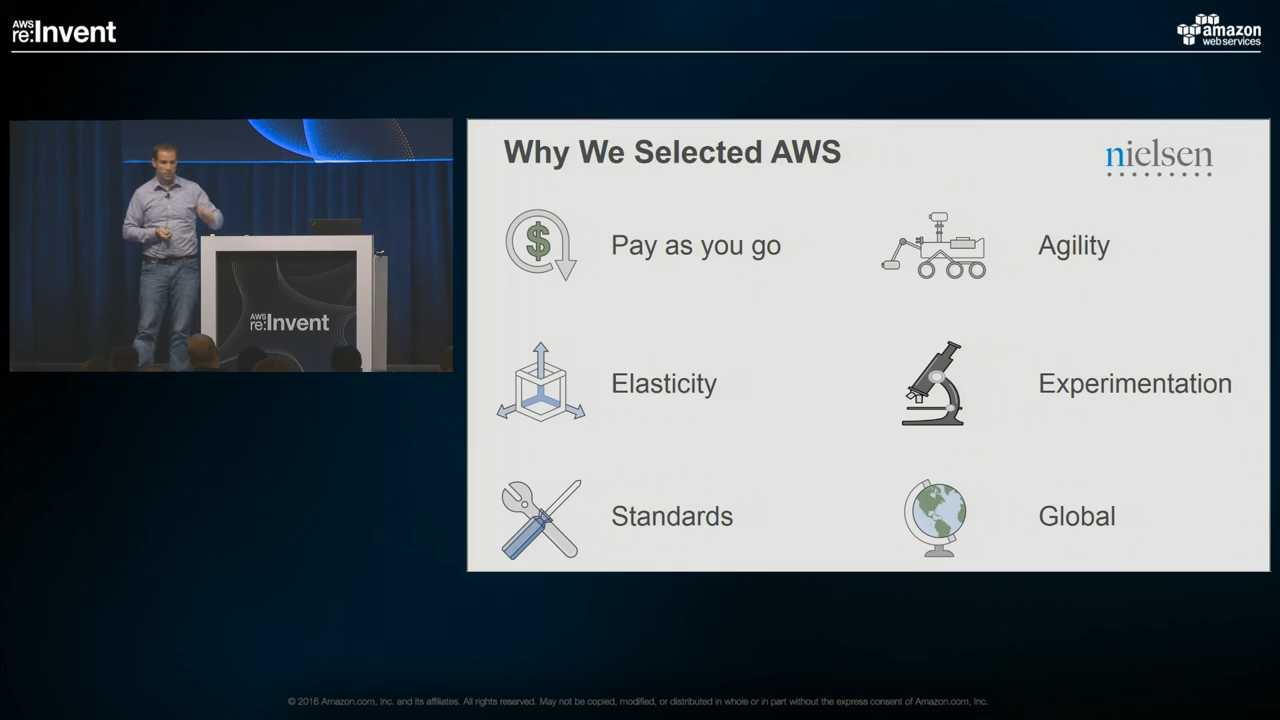 AWS
re:Invent
amazon
web services
Why We Selected AWS
nielsen
$
Pay as you go
Agility
Elasticity
Experimentation
Standards
Global
AWS
re:Invent
© 2016 Amazon.com, Inc. and its affiliates. All rights reserved. May not be copied, modified, or distributed in whole or in part without the express consent of Amazon.com, Inc.